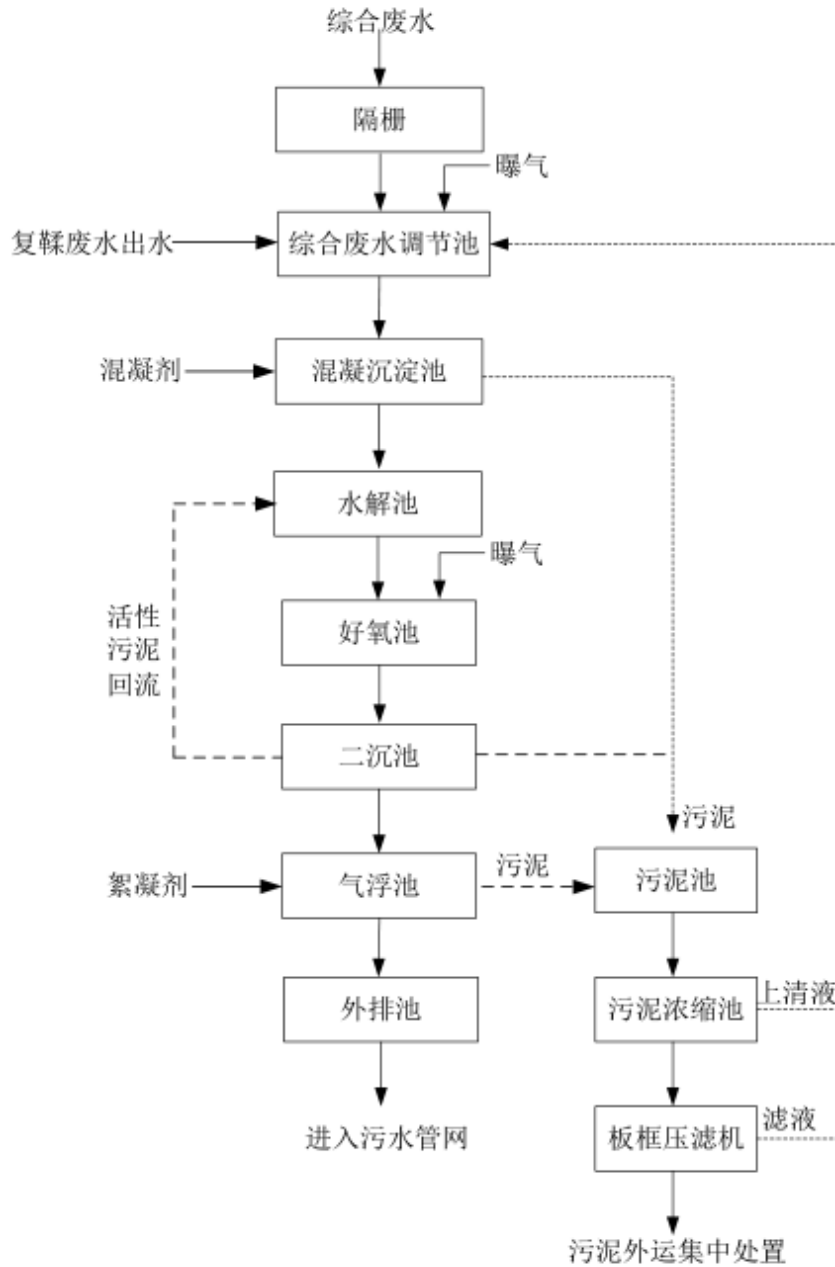 综合废水
隔栅
曝气
复鞣废水出水
综合废水调节池
混凝剂
混凝沉淀池
水解池
曝气
活性
污泥
回流
好氧池
二沉池
污泥
絮凝剂
气浮池
污泥
污泥池
外排池
污泥浓缩池
上清液
进入污水管网
板框压滤机
滤液
污泥外运集中处置